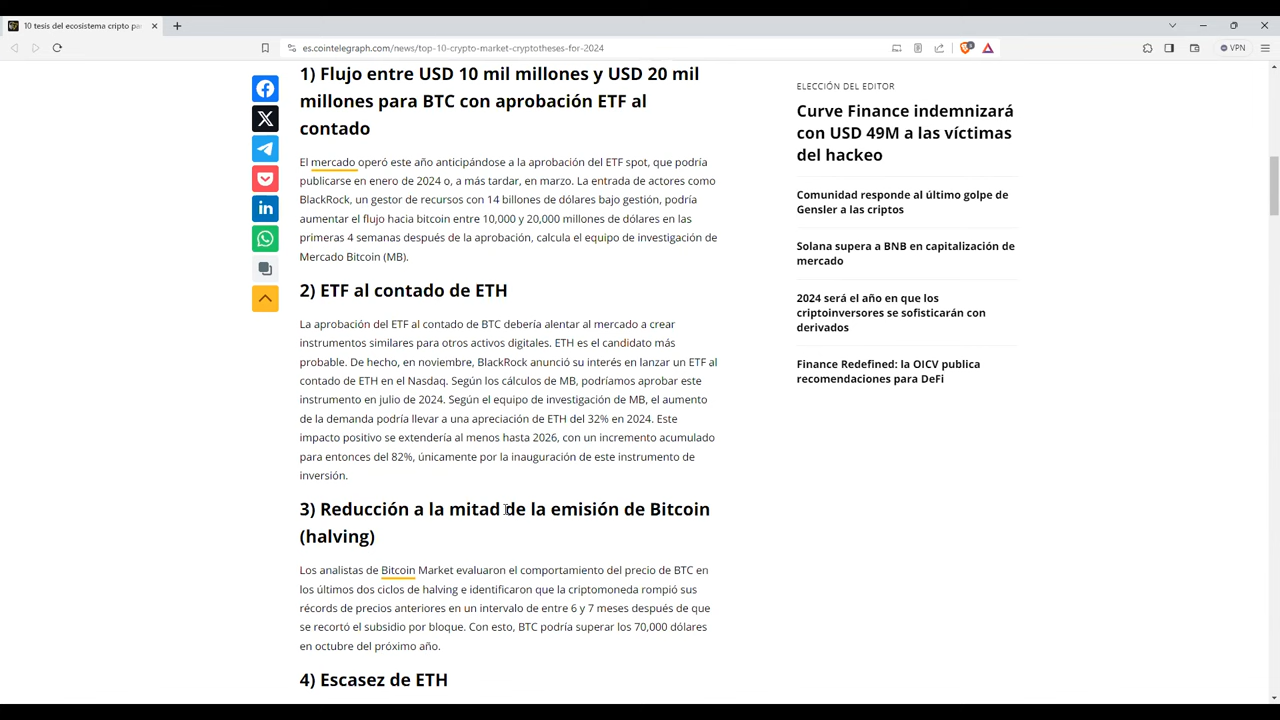 10 tesis del ecosistema cripto pa
es.cointelegraph.com/news/top-10-crypto-market-cryptotheses-for-2024
VPN
1) Flujo entre USD 10 mil millones y USD 20 mil
millones para BTC con aprobación ETF al
contado
El mercado operó este año anticipándose a la aprobación del ETF spot, que podría
publicarse en enero de 2024 o, a más tardar, en marzo. La entrada de actores como
BlackRock, un gestor de recursos con 14 billones de dólares bajo gestión, podría
aumentar el flujo hacia bitcoin entre 10,000 y 20,000 millones de dólares en las
primeras 4 semanas después de la aprobación, calcula el equipo de investigación de
Mercado Bitcoin (MB).
2) ETF al contado de ETH
La aprobación del ETF al contado de BTC debería alentar al mercado a crear
instrumentos similares para otros activos digitales. ETH es el candidato más
probable. De hecho, en noviembre, BlackRock anunció su interés en lanzar un ETF al
contado de ETH en el Nasdaq. Según los cálculos de MB, podríamos aprobar este
instrumento en julio de 2024. Según el equipo de investigación de MB, el aumento
de la demanda podría llevar a una apreciación de ETH del 32% en 2024. Este
impacto positivo se extendería al menos hasta 2026, con un incremento acumulado
para entonces del 82%, únicamente por la inauguración de este instrumento de
inversión.
3) Reducción a la mitad de la emisión de Bitcoin
(halving)
Los analistas de Bitcoin Market evaluaron el comportamiento del precio de BTC en
los últimos dos ciclos de halving e identificaron que la criptomoneda rompió sus
récords de precios anteriores en un intervalo de entre 6 y 7 meses después de que
se recortó el subsidio por bloque. Con esto, BTC podría superar los 70,000 dólares
en octubre del próximo año.
4) Escasez de ETH
ELECCIÓN DEL EDITOR
Curve Finance indemnizará
con USD 49M a las víctimas
del hackeo
Comunidad responde al último golpe de
Gensler a las criptos
Solana supera a BNB en capitalización de
mercado
2024 será el año en que los
criptoinversores se sofisticarán con
derivados
Finance Redefined: la OICV publica
recomendaciones para DeFi